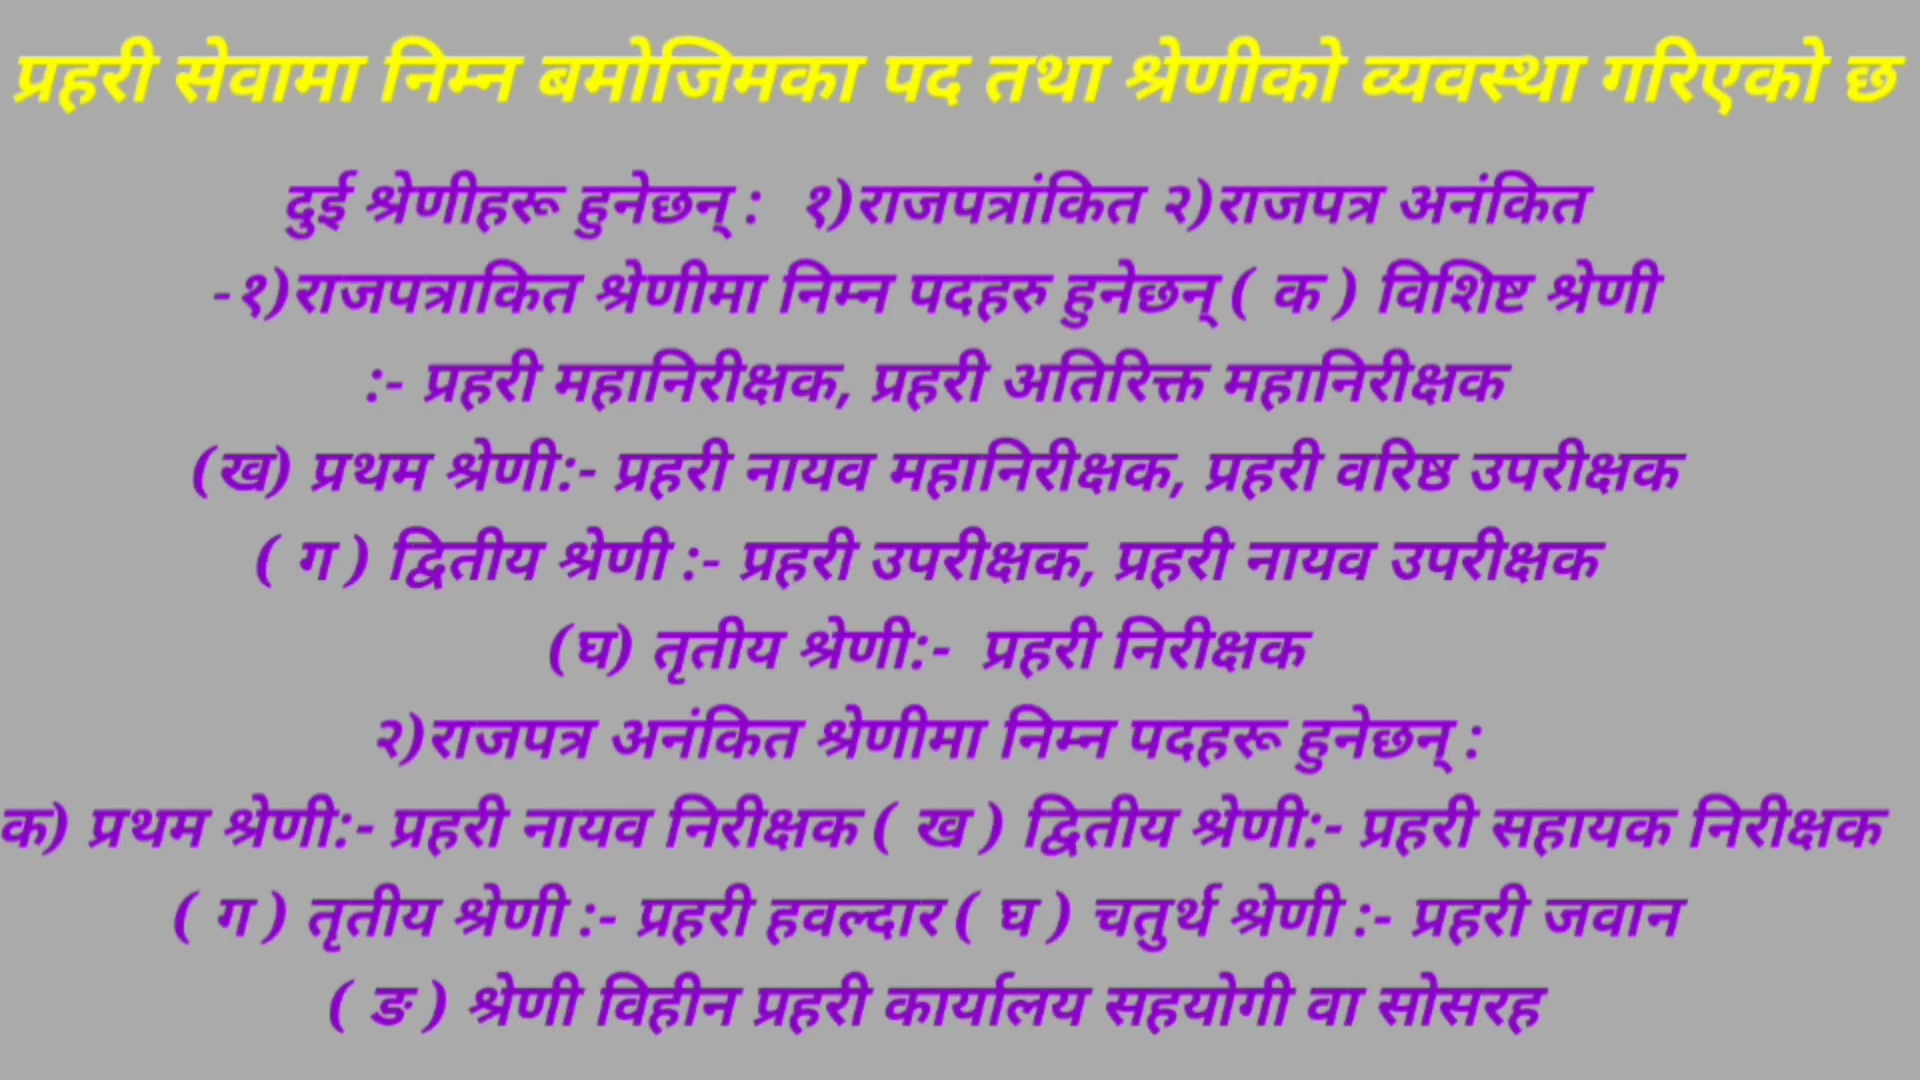 प्रहरी सेवामा निम्न बमोजिमका पद तथा श्रेणीको व्यवस्था गरिएको छ
दुई श्रेणीहरू हुनेछन् : १)राजपत्रांकित २)राजपत्र अनंकित
-१)राजपत्राकित श्रेणीमा निम्न पदहरु हुनेछन् ( क ) विशिष्ट श्रेणी
:- प्रहरी महानिरीक्षक, प्रहरी अतिरिक्त महानिरीक्षक
(ख) प्रथम श्रेणी:- प्रहरी नायव महानिरीक्षक, प्रहरी वरिष्ठ उपरीक्षक
( ग ) द्वितीय श्रेणी :- प्रहरी उपरीक्षक, प्रहरी नायव उपरीक्षक
(घ) तृतीय श्रेणी:- प्रहरी निरीक्षक
२)राजपत्र अनंकित श्रेणीमा निम्न पदहरू हुनेछन् :
क) प्रथम श्रेणी:- प्रहरी नायव निरीक्षक ( ख ) द्वितीय श्रेणी:- प्रहरी सहायक निरीक्षक
( ग ) तृतीय श्रेणी :- प्रहरी हवल्दार ( घ ) चतुर्थ श्रेणी :- प्रहरी जवान
( ङ ) श्रेणी विहीन प्रहरी कार्यालय सहयोगी वा सोसरह